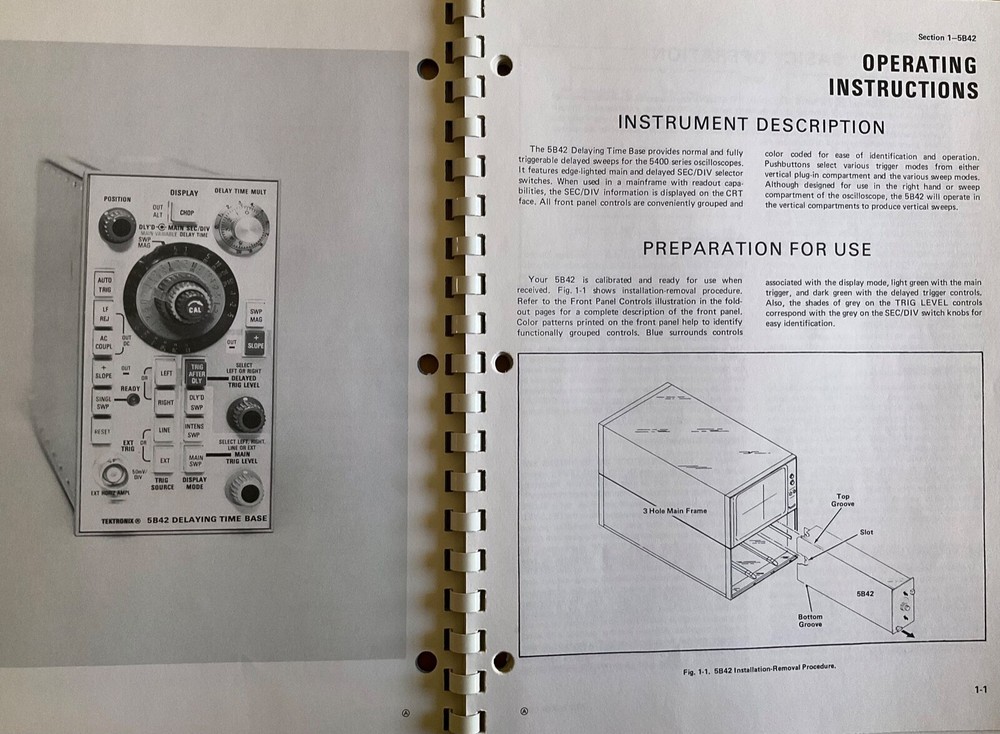 DISPLAY
DELAY TIME MULT
POSITION
OUT
ALT
CHOP
DLY'D MAIN SEC/DIV
MAIN VARIABLE DELAY TIME
SWP
MAG
CAL
AUTO
TRIG
LF
REJ
AC
COUPL
OUT
DC
SWP
MAG
OUT
—
+
SLOPE
+
SLOPE
OUT
—
READY
SINGL
SWP
RESET
OR
LEFT
RIGHT
TRIG
AFTER
DLY
SELECT
LEFT OR RIGHT
DELAYED
TRIG LEVEL
DLY'D
SWP
EXT
TRIG
OR
LINE
EXT
INTENS
SWP
MAIN
SWP
SELECT LEFT, RIGHT,
LINE OR EXT
MAIN
TRIG LEVEL
50mV/
DIV
EXT HORIZ AMPL
TRIG
SOURCE
DISPLAY
MODE
TEKTRONIX® 5B42 DELAYING TIME BASE
Ⓐ
Section 1—5B42
OPERATING
INSTRUCTIONS
INSTRUMENT DESCRIPTION
The 5B42 Delaying Time Base provides normal and fully
triggerable delayed sweeps for the 5400 series oscilloscopes.
It features edge-lighted main and delayed SEC/DIV selector
switches. When used in a mainframe with readout capa-
bilities, the SEC/DIV information is displayed on the CRT
face. All front panel controls are conveniently grouped and
color coded for ease of identification and operation.
Pushbuttons select various trigger modes from either
vertical plug-in compartment and the various sweep modes.
Although designed for use in the right hand or sweep
compartment of the oscilloscope, the 5B42 will operate in
the vertical compartments to produce vertical sweeps.
PREPARATION FOR USE
Your 5B42 is calibrated and ready for use when
received. Fig. 1-1 shows installation-removal procedure.
Refer to the Front Panel Controls illustration in the fold-
out pages for a complete description of the front panel.
Color patterns printed on the front panel help to identify
functionally grouped controls. Blue surrounds controls
associated with the display mode, light green with the main
trigger, and dark green with the delayed trigger controls.
Also, the shades of grey on the TRIG LEVEL controls
correspond with the grey on the SEC/DIV switch knobs for
easy identification.
3 Hole Main Frame
Top
Groove
Slot
5B42
Bottom
Groove
Fig. 1-1. 5B42 Installation-Removal Procedure.
1-1
Ⓐ